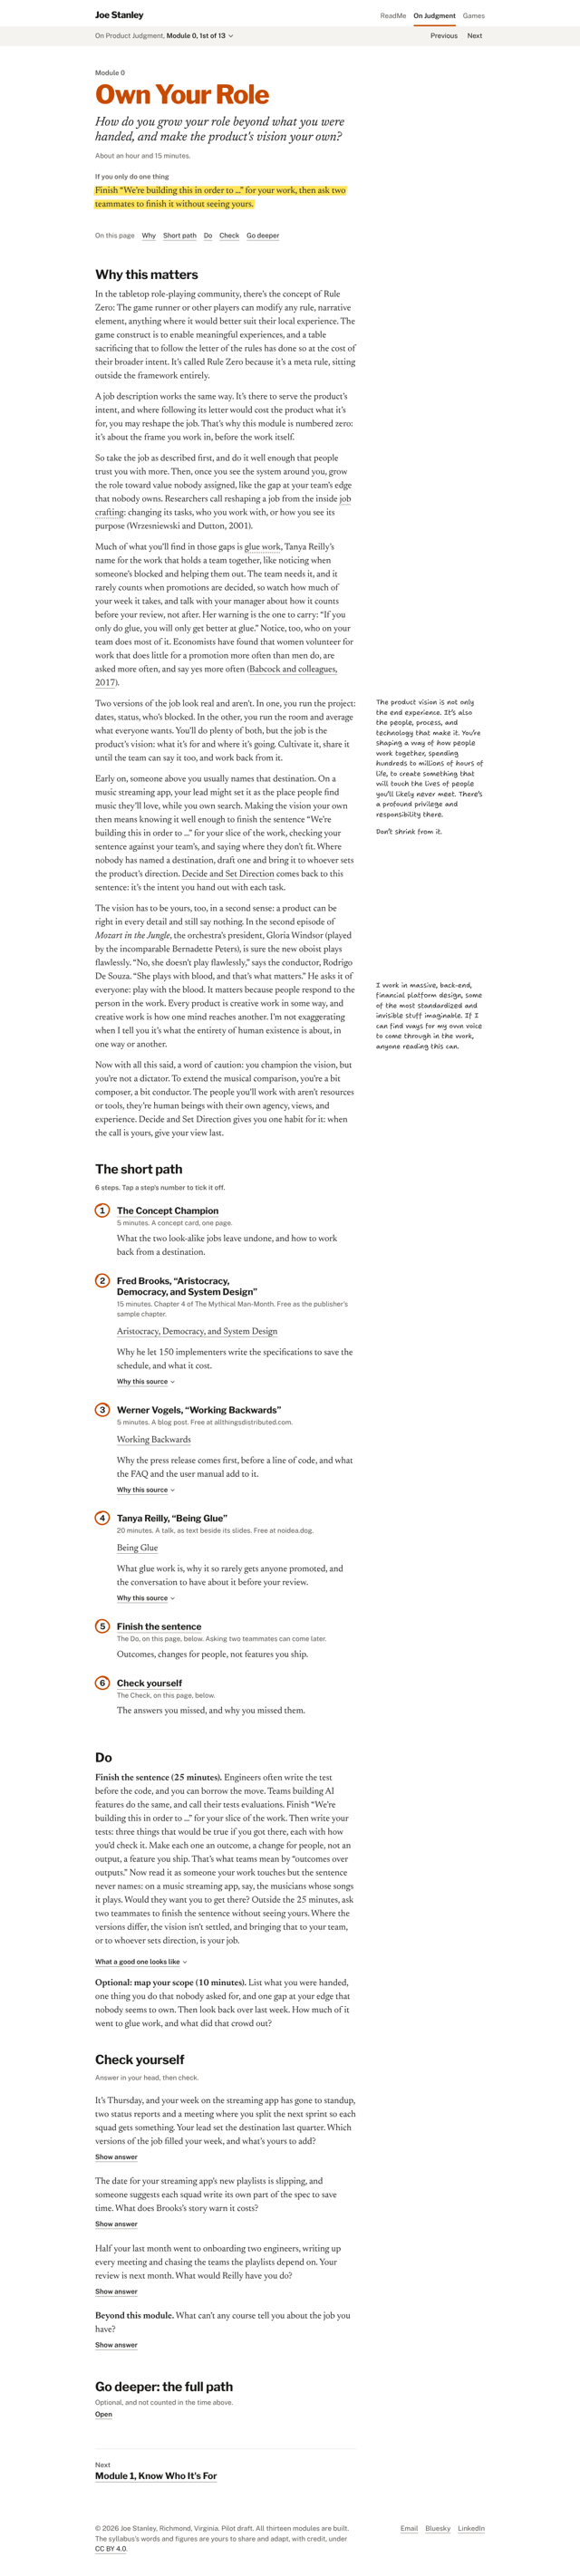 Joe Stanley
ReadMe On Judgment Games
On Product Judgment, Module 0, 1st of 13
Previous Next
Module 0
Own Your Role
How do you grow your role beyond what you were
handed, and make the product's vision your own?
About an hour and 15 minutes.
If you only do one thing
Finish “We’re building this in order to ...” for your work, then ask two
teammates to finish it without seeing yours.
On this page Why Short path Do Check Go deeper
Why this matters
In the tabletop role-playing community, there’s the concept of Rule
Zero: The game runner or other players can modify any rule, narrative
element, anything where it would better suit their local experience. The
game construct is to enable meaningful experiences, and a table
sacrificing that to follow the letter of the rules has done so at the cost of
their broader intent. It’s called Rule Zero because it’s a meta rule, sitting
outside the framework entirely.
A job description works the same way. It’s there to serve the product’s
intent, and where following its letter would cost the product what it’s
for, you may reshape the job. That’s why this module is numbered zero:
it’s about the frame you work in, before the work itself.
So take the job as described first, and do it well enough that people
trust you with more. Then, once you see the system around you, grow
the role toward value nobody assigned, like the gap at your team’s edge
that nobody owns. Researchers call reshaping a job from the inside job
crafting: changing its tasks, who you work with, or how you see its
purpose (Wrzesniewski and Dutton, 2001).
Much of what you’ll find in those gaps is glue work, Tanya Reilly’s
name for the work that holds a team together, like noticing when
someone’s blocked and helping them out. The team needs it, and it
rarely counts when promotions are decided, so watch how much of
your week it takes, and talk with your manager about how it counts
before your review, not after. Her warning is the one to carry: “If you
only do glue, you will only get better at glue.” Notice, too, who on your
team does most of it. Economists have found that women volunteer for
work that does little for a promotion more often than men do, are
asked more often, and say yes more often (Babcock and colleagues,
2017).
Two versions of the job look real and aren’t. In one, you run the project:
dates, status, who’s blocked. In the other, you run the room and average
what everyone wants. You’ll do plenty of both, but the job is the
product’s vision: what it’s for and where it’s going. Cultivate it, share it
until the team can say it too, and work back from it.
The product vision is not only
the end experience. It’s also
the people, process, and
technology that make it. You’re
shaping a way of how people
work together, spending
hundreds to millions of hours of
life, to create something that
will touch the lives of people
you’ll likely never meet. There’s
a profound privilege and
responsibility there.
Don’t shrink from it.
Early on, someone above you usually names that destination. On a
music streaming app, your lead might set it as the place people find
music they’ll love, while you own search. Making the vision your own
then means knowing it well enough to finish the sentence “We’re
building this in order to ...” for your slice of the work, checking your
sentence against your team’s, and saying where they don’t fit. Where
nobody has named a destination, draft one and bring it to whoever sets
the product’s direction. Decide and Set Direction comes back to this
sentence: it’s the intent you hand out with each task.
The vision has to be yours, too, in a second sense: a product can be
right in every detail and still say nothing. In the second episode of
Mozart in the Jungle, the orchestra’s president, Gloria Windsor (played
by the incomparable Bernadette Peters), is sure the new oboist plays
flawlessly. “No, she doesn’t play flawlessly,” says the conductor, Rodrigo
De Souza. “She plays with blood, and that’s what matters.” He asks it of
everyone: play with the blood. It matters because people respond to the
person in the work. Every product is creative work in some way, and
creative work is how one mind reaches another. I’m not exaggerating
when I tell you it’s what the entirety of human existence is about, in
one way or another.
I work in massive, back-end,
financial platform design, some
of the most standardized and
invisible stuff imaginable. If I
can find ways for my own voice
to come through in the work,
anyone reading this can.
Now with all this said, a word of caution: you champion the vision, but
you’re not a dictator. To extend the musical comparison, you’re a bit
composer, a bit conductor. The people you’ll work with aren’t resources
or tools, they’re human beings with their own agency, views, and
experience. Decide and Set Direction gives you one habit for it: when
the call is yours, give your view last.
The short path
6 steps. Tap a step’s number to tick it off.
1 The Concept Champion
5 minutes. A concept card, one page.
What the two look-alike jobs leave undone, and how to work
back from a destination.
2 Fred Brooks, “Aristocracy,
Democracy, and System Design”
15 minutes. Chapter 4 of The Mythical Man-Month. Free as the publisher’s
sample chapter.
Aristocracy, Democracy, and System Design
Why he let 150 implementers write the specifications to save the
schedule, and what it cost.
Why this source
3 Werner Vogels, “Working Backwards”
5 minutes. A blog post. Free at allthingsdistributed.com.
Working Backwards
Why the press release comes first, before a line of code, and what
the FAQ and the user manual add to it.
Why this source
4 Tanya Reilly, “Being Glue”
20 minutes. A talk, as text beside its slides. Free at noidea.dog.
Being Glue
What glue work is, why it so rarely gets anyone promoted, and
the conversation to have about it before your review.
Why this source
5 Finish the sentence
The Do, on this page, below. Asking two teammates can come later.
Outcomes, changes for people, not features you ship.
6 Check yourself
The Check, on this page, below.
The answers you missed, and why you missed them.
Do
Finish the sentence (25 minutes). Engineers often write the test
before the code, and you can borrow the move. Teams building AI
features do the same, and call their tests evaluations. Finish “We’re
building this in order to ...” for your slice of the work. Then write your
tests: three things that would be true if you got there, each with how
you’d check it. Make each one an outcome, a change for people, not an
output, a feature you ship. That’s what teams mean by “outcomes over
outputs.” Now read it as someone your work touches but the sentence
never names: on a music streaming app, say, the musicians whose songs
it plays. Would they want you to get there? Outside the 25 minutes, ask
two teammates to finish the sentence without seeing yours. Where the
versions differ, the vision isn’t settled, and bringing that to your team,
or to whoever sets direction, is your job.
What a good one looks like
Optional: map your scope (10 minutes). List what you were handed,
one thing you do that nobody asked for, and one gap at your edge that
nobody seems to own. Then look back over last week. How much of it
went to glue work, and what did that crowd out?
Check yourself
Answer in your head, then check.
It’s Thursday, and your week on the streaming app has gone to standup,
two status reports and a meeting where you split the next sprint so each
squad gets something. Your lead set the destination last quarter. Which
versions of the job filled your week, and what’s yours to add?
Show answer
The date for your streaming app’s new playlists is slipping, and
someone suggests each squad write its own part of the spec to save
time. What does Brooks’s story warn it costs?
Show answer
Half your last month went to onboarding two engineers, writing up
every meeting and chasing the teams the playlists depend on. Your
review is next month. What would Reilly have you do?
Show answer
Beyond this module. What can’t any course tell you about the job you
have?
Show answer
Go deeper: the full path
Optional, and not counted in the time above.
Open
Next
Module 1, Know Who It’s For
© 2026 Joe Stanley, Richmond, Virginia. Pilot draft. All thirteen modules are built.
The syllabus’s words and figures are yours to share and adapt, with credit, under
CC BY 4.0.
Email Bluesky LinkedIn